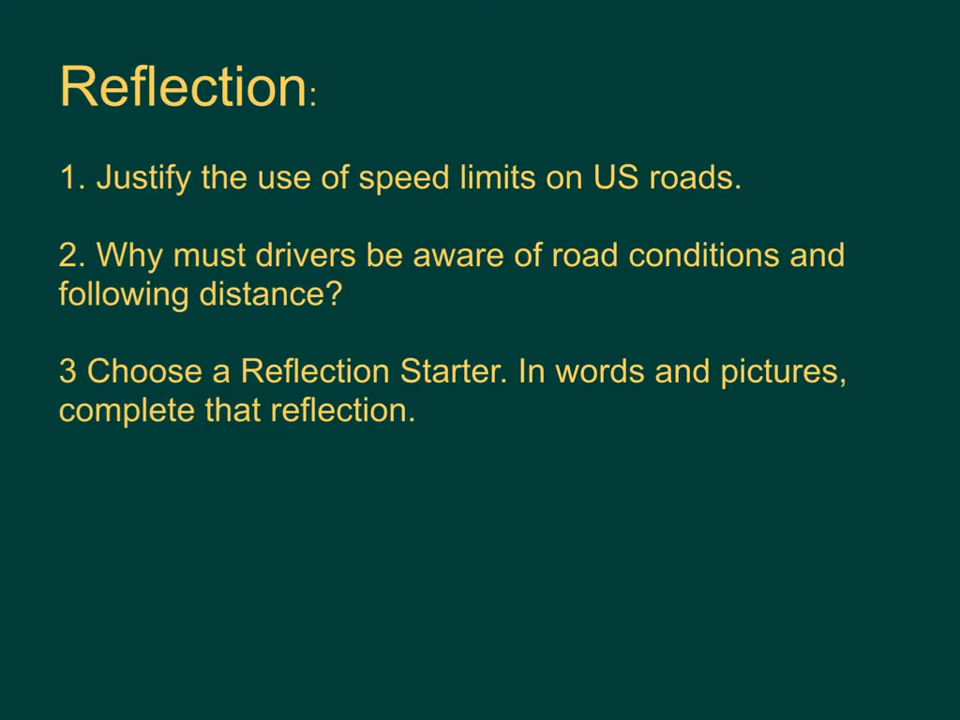 Reflection:
1. Justify the use of speed limits on US roads.
2. Why must drivers be aware of road conditions and
following distance?
3 Choose a Reflection Starter. In words and pictures,
complete that reflection.